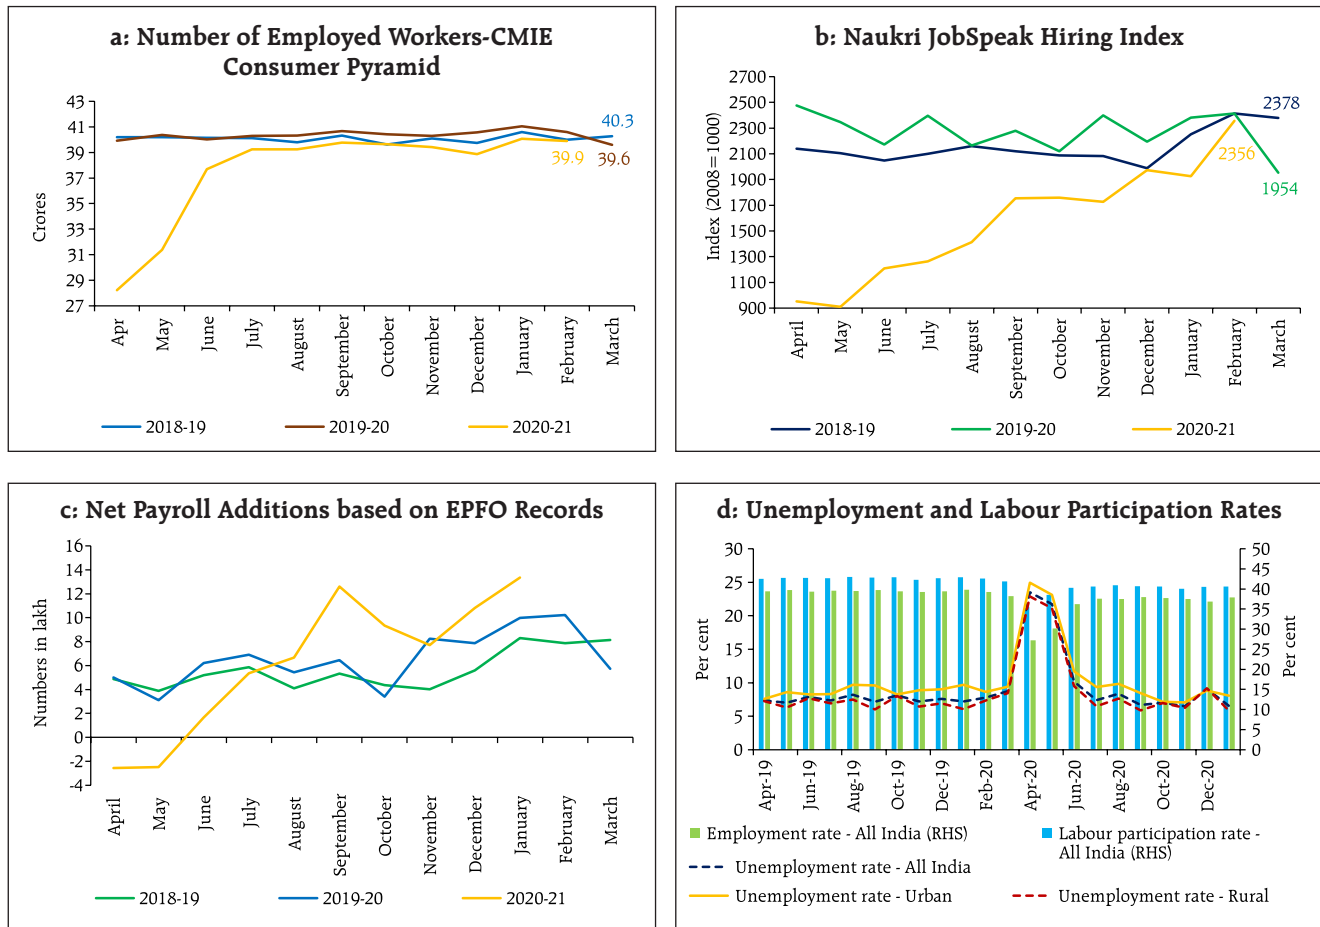 a: Number of Employed Workers-CMIE
Consumer Pyramid
Crores
43
41
39
37
35
33
31
29
27
40.3
39.9
39.6
Apr
May
June
July
August
September
October
November
December
January
February
March
2018-19
2019-20
2020-21
b: Naukri JobSpeak Hiring Index
Index (2008=1000)
2700
2500
2300
2100
1900
1700
1500
1300
1100
900
2378
2356
1954
April
May
June
July
August
September
October
November
December
January
February
March
2018-19
2019-20
2020-21
c: Net Payroll Additions based on EPFO Records
Numbers in lakh
16
14
12
10
8
6
4
2
0
-2
-4
April
May
June
July
August
September
October
November
December
January
February
March
2018-19
2019-20
2020-21
d: Unemployment and Labour Participation Rates
Per cent
30
25
20
15
10
5
0
50
45
40
35
30
25
20
15
10
5
0
Per cent
Apr-19
Jun-19
Aug-19
Oct-19
Dec-19
Feb-20
Apr-20
Jun-20
Aug-20
Oct-20
Dec-20
Employment rate - All India (RHS)
Labour participation rate -
All India (RHS)
Unemployment rate - All India
Unemployment rate - Urban
Unemployment rate - Rural